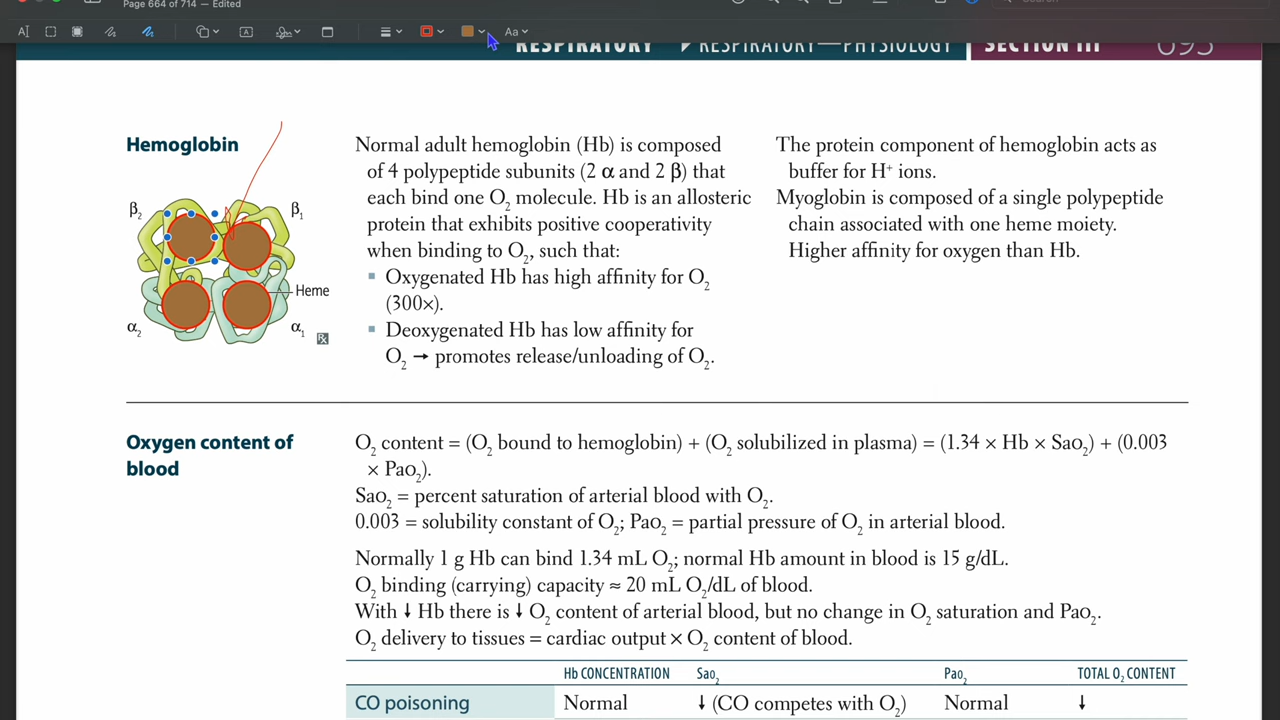 Page 664 of 714 — Edited
Search
A
Aa
RESPIRATORY ▶ RESPIRATORY—PHYSIOLOGY SECTION III 695
Hemoglobin
β₂
β₁
Heme
α₂
α₁
Normal adult hemoglobin (Hb) is composed
of 4 polypeptide subunits (2 α and 2 β) that
each bind one O₂ molecule. Hb is an allosteric
protein that exhibits positive cooperativity
when binding to O₂, such that:
▪ Oxygenated Hb has high affinity for O₂
(300×).
▪ Deoxygenated Hb has low affinity for
O₂ → promotes release/unloading of O₂.
The protein component of hemoglobin acts as
buffer for H⁺ ions.
Myoglobin is composed of a single polypeptide
chain associated with one heme moiety.
Higher affinity for oxygen than Hb.
Oxygen content of
blood
O₂ content = (O₂ bound to hemoglobin) + (O₂ solubilized in plasma) = (1.34 × Hb × Sao₂) + (0.003
× Pao₂).
Sao₂ = percent saturation of arterial blood with O₂.
0.003 = solubility constant of O₂; Pao₂ = partial pressure of O₂ in arterial blood.
Normally 1 g Hb can bind 1.34 mL O₂; normal Hb amount in blood is 15 g/dL.
O₂ binding (carrying) capacity ≈ 20 mL O₂/dL of blood.
With ↓ Hb there is ↓ O₂ content of arterial blood, but no change in O₂ saturation and Pao₂.
O₂ delivery to tissues = cardiac output × O₂ content of blood.
Hb CONCENTRATION Sao₂ Pao₂ TOTAL O₂ CONTENT
CO poisoning Normal ↓ (CO competes with O₂) Normal ↓